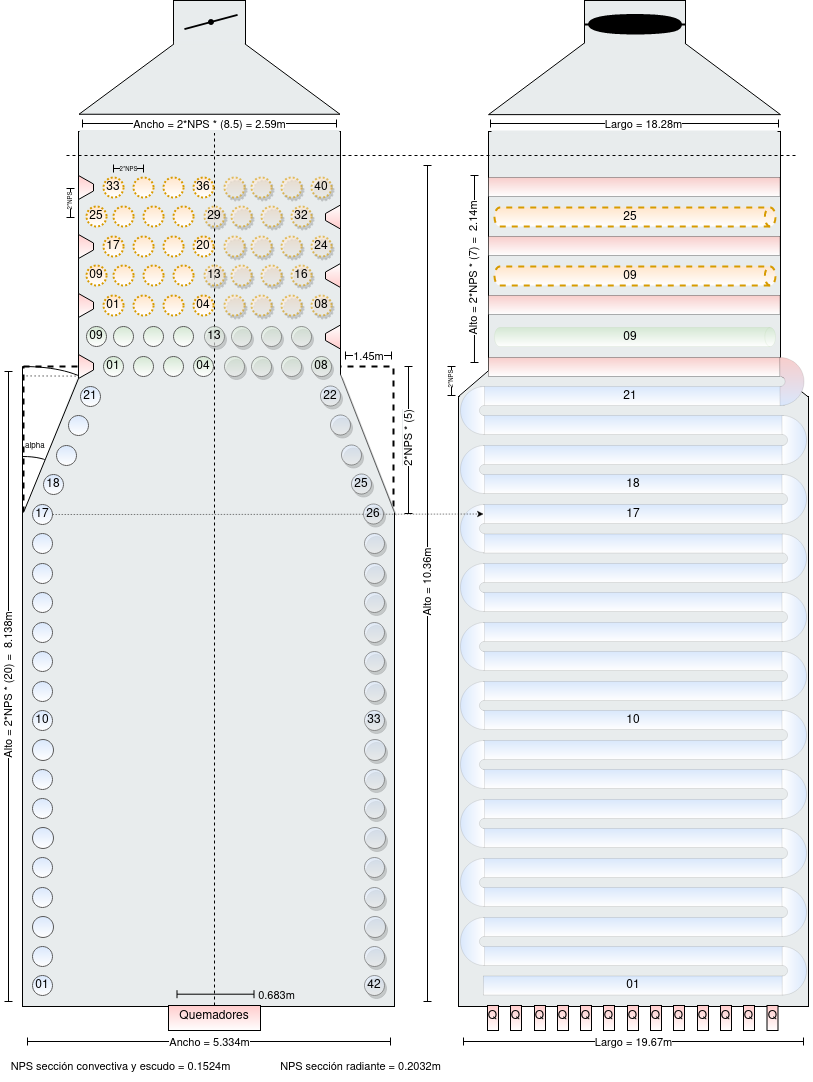 Ancho = 2*NPS * (8.5) = 2.59m
Largo = 18.28m
2*NPS
33
36
40
2*NPS
25
29
32
25
17
20
24
09
13
16
09
01
04
08
Alto = 2*NPS * (7) = 2.14m
09
13
09
1.45m
01
04
08
2*NPS
21
22
21
2*NPS * (5)
alpha
18
25
18
17
26
17
Alto = 10.36m
Alto = 2*NPS * (20) = 8.138m
10
33
10
01
42
01
0.683m
Quemadores
Q Q Q Q Q Q Q Q Q Q Q Q Q
Ancho = 5.334m
Largo = 19.67m
NPS sección convectiva y escudo = 0.1524m
NPS sección radiante = 0.2032m